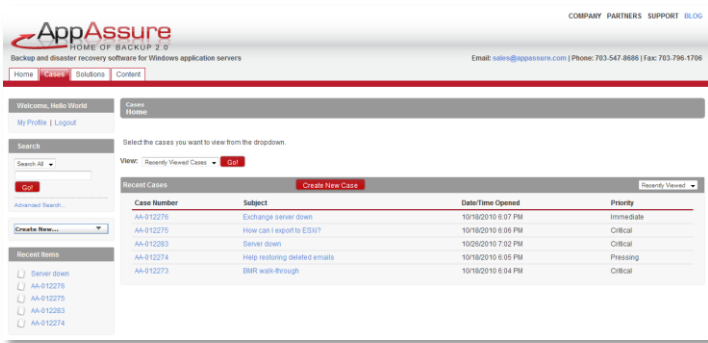 COMPANY PARTNERS SUPPORT BLOG
AppAssure
HOME OF BACKUP 2.0
Backup and disaster recovery software for Windows application servers
Email: sales@appassure.com | Phone: 703-547-8686 | Fax: 703-796-1706
Home Cases Solutions Content
Welcome, Hello World
My Profile | Logout
Search
Search All
Go!
Advanced Search...
Create New...
Recent Items
Server down
AA-012276
AA-012275
AA-012283
AA-012274
Cases
Home
Select the cases you want to view from the dropdown.
View: Recently Viewed Cases Go!
Recent Cases Create New Case Recently Viewed
Case Number Subject Date/Time Opened Priority
AA-012276 Exchange server down 10/18/2010 6:07 PM Immediate
AA-012275 How can I export to ESXi? 10/18/2010 6:06 PM Critical
AA-012283 Server down 10/26/2010 7:02 PM Critical
AA-012274 Help restoring deleted emails 10/18/2010 6:05 PM Pressing
AA-012273 BMR walk-through 10/18/2010 6:04 PM Critical